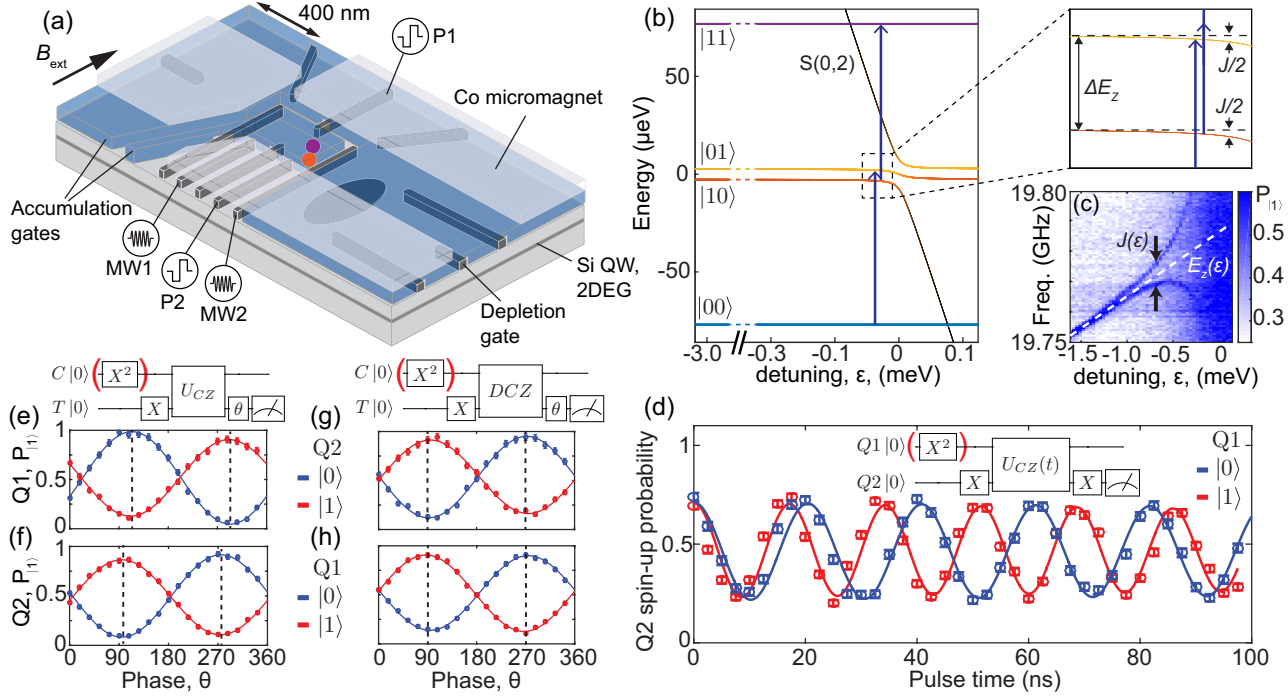 (a)
400 nm
B_ext
P1
Co micromagnet
Accumulation
gates
MW1
P2
MW2
Si QW,
2DEG
Depletion
gate
(b)
Energy (μeV)
50
0
-50
|11⟩
S(0,2)
|01⟩
|10⟩
|00⟩
-3.0
-0.3 -0.2 -0.1 0 0.1
detuning, ε, (meV)
ΔE_Z
J/2
J/2
(c)
19.80
Freq. (GHz)
19.75
J(ε)
E_z(ε)
-1.5 -1 -0.5 0
detuning, ε, (meV)
P_|1⟩
0.5
0.4
0.3
C |0⟩ ( X² )
U_CZ
T |0⟩ X θ
C |0⟩ ( X² )
DCZ
T |0⟩ X θ
(e)
Q1, P_|1⟩
1
0.5
0
(g)
Q2
|0⟩
|1⟩
(f)
Q2, P_|1⟩
1
0.5
0
0 90 180 270 360
Phase, θ
(h)
Q1
|0⟩
|1⟩
0 90 180 270 360
Phase, θ
(d)
Q2 spin-up probability
1
0.5
0
Q1 |0⟩ ( X² )
U_CZ(t)
Q2 |0⟩ X X
Q1
|0⟩
|1⟩
0 20 40 60 80 100
Pulse time (ns)